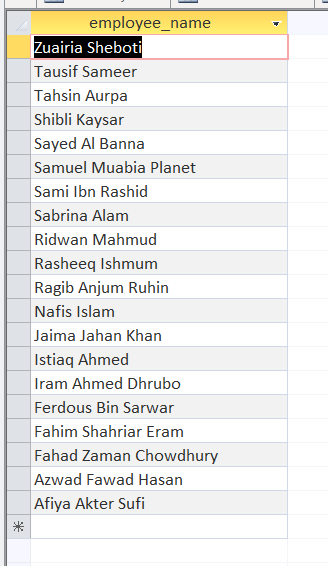 employee_name
Zuairia Sheboti
Tausif Sameer
Tahsin Aurpa
Shibli Kaysar
Sayed Al Banna
Samuel Muabia Planet
Sami Ibn Rashid
Sabrina Alam
Ridwan Mahmud
Rasheeq Ishmum
Ragib Anjum Ruhin
Nafis Islam
Jaima Jahan Khan
Istiaq Ahmed
Iram Ahmed Dhrubo
Ferdous Bin Sarwar
Fahim Shahriar Eram
Fahad Zaman Chowdhury
Azwad Fawad Hasan
Afiya Akter Sufi